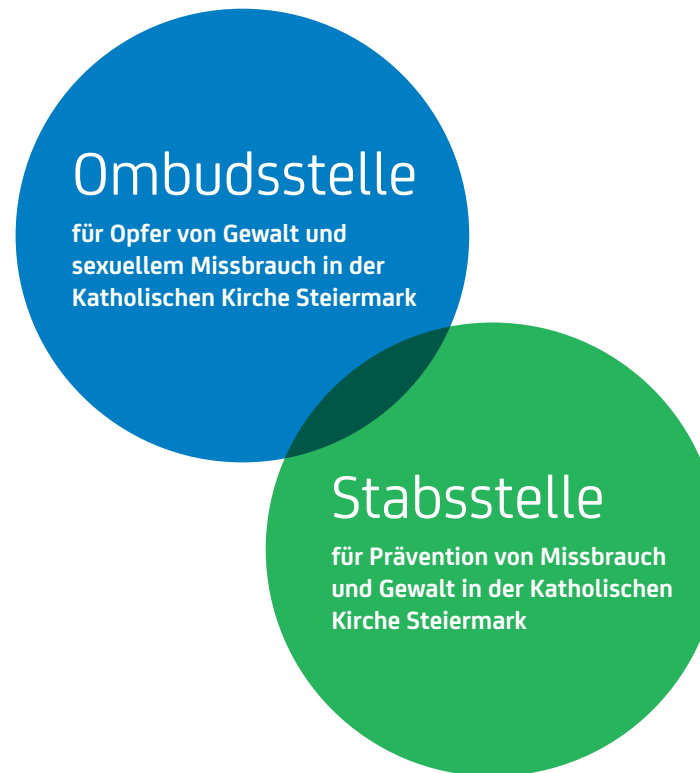 Ombudsstelle
für Opfer von Gewalt und
sexuellem Missbrauch in der
Katholischen Kirche Steiermark
Stabsstelle
für Prävention von Missbrauch
und Gewalt in der Katholischen
Kirche Steiermark